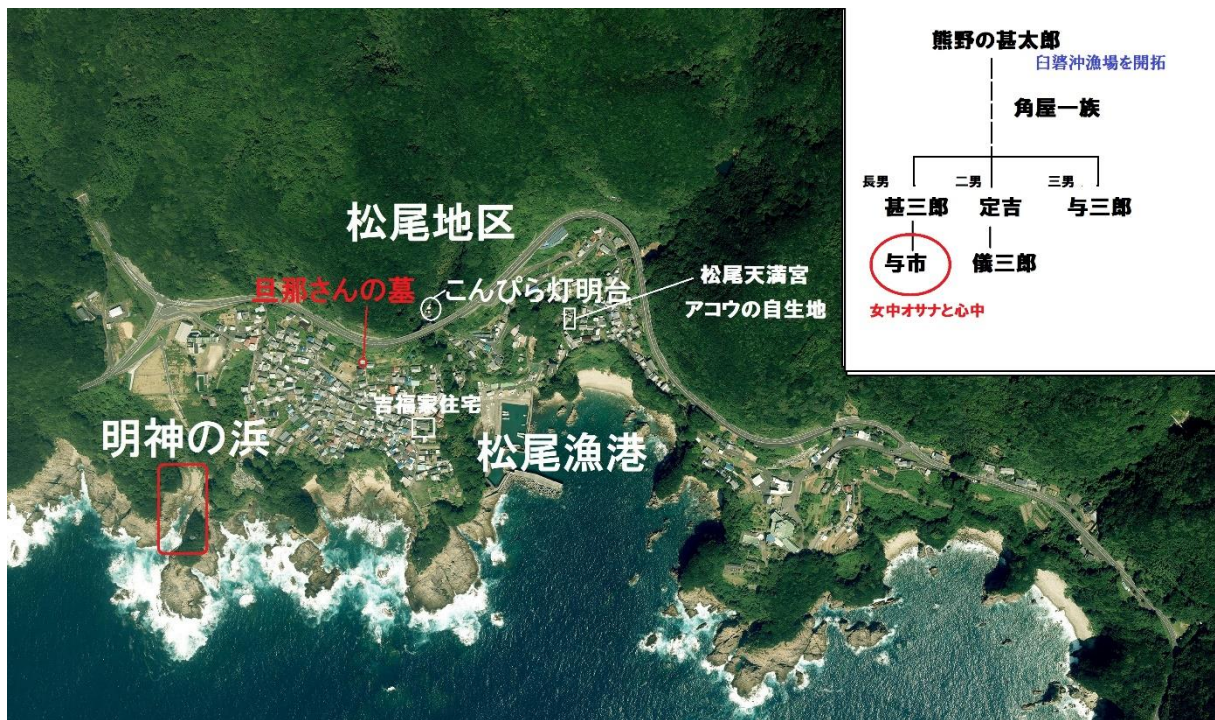 熊野の甚太郎
臼碆沖漁場を開拓
角屋一族
長男
二男
三男
甚三郎
定吉
与三郎
与市
儀三郎
女中オサナと心中
松尾地区
旦那さんの墓
こんぴら灯明台
松尾天満宮
アコウの自生地
吉福家住宅
明神の浜
松尾漁港